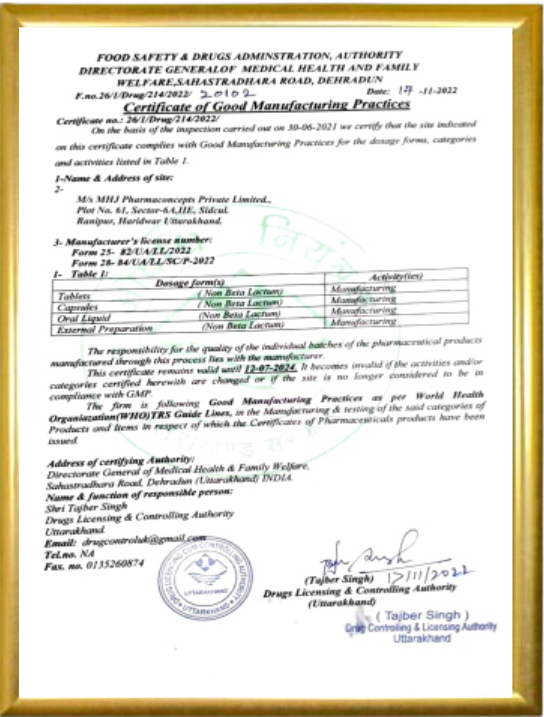 FOOD SAFETY & DRUGS ADMINSTRATION, AUTHORITY
DIRECTORATE GENERALOF MEDICAL HEALTH AND FAMILY
WELFARE,SAHASTRADHARA ROAD, DEHRADUN
F.no.26/1/Drug/214/2022/ 20102 Date: 17 -11-2022
Certificate of Good Manufacturing Practices
Certificate no.: 26/1/Drug/214/2022/
On the basis of the inspection carried out on 30-06-2021 we certify that the site indicated
on this certificate complies with Good Manufacturing Practices for the dosage forms, categories
and activities listed in Table 1.
1-Name & Address of site:
2-
M/s MHJ Pharmaconcepts Private Limited.,
Plot No. 61, Sector-6A,IIE, Sidcul,
Ranipur, Haridwar Uttarakhand.
3- Manufacturer's license number:
Form 25- 82/UA/LL/2022
Form 28- 84/UA/LL/SC/P-2022
1- Table 1:
Dosage form(s) Activity(ies)
Tablets ( Non Beta Lactum) Manufacturing
Capsules ( Non Beta Lactum) Manufacturing
Oral Liquid (Non Beta Lactum) Manufacturing
External Preparation (Non Beta Lactum) Manufacturing
The responsibility for the quality of the individual batches of the pharmaceutical products
manufactured through this process lies with the manufacturer.
This certificate remains valid until 12-07-2024. It becomes invalid if the activities and/or
categories certified herewith are changed or if the site is no longer considered to be in
compliance with GMP.
The firm is following Good Manufacturing Practices as per World Health
Organiazation(WHO)TRS Guide Lines, in the Manufacturing & testing of the said categories of
Products and Items in respect of which the Certificates of Pharmaceuticals products have been
issued.
Address of certifying Authority:
Directorate General of Medical Health & Family Welfare,
Sahastradhara Road, Dehradun (Uttarakhand) INDIA.
Name & function of responsible person:
Shri Tajber Singh
Drugs Licensing & Controlling Authority
Uttarakhand.
Email: drugcontroluk@gmail.com
Tel.no. NA
Fax. no. 0135260874
UTTARAKHAND
(Tajber Singh) 17/11/2022
Drugs Licensing & Controlling Authority
(Uttarakhand)
( Tajber Singh )
Drug Controlling & Licensing Authority
Uttarakhand